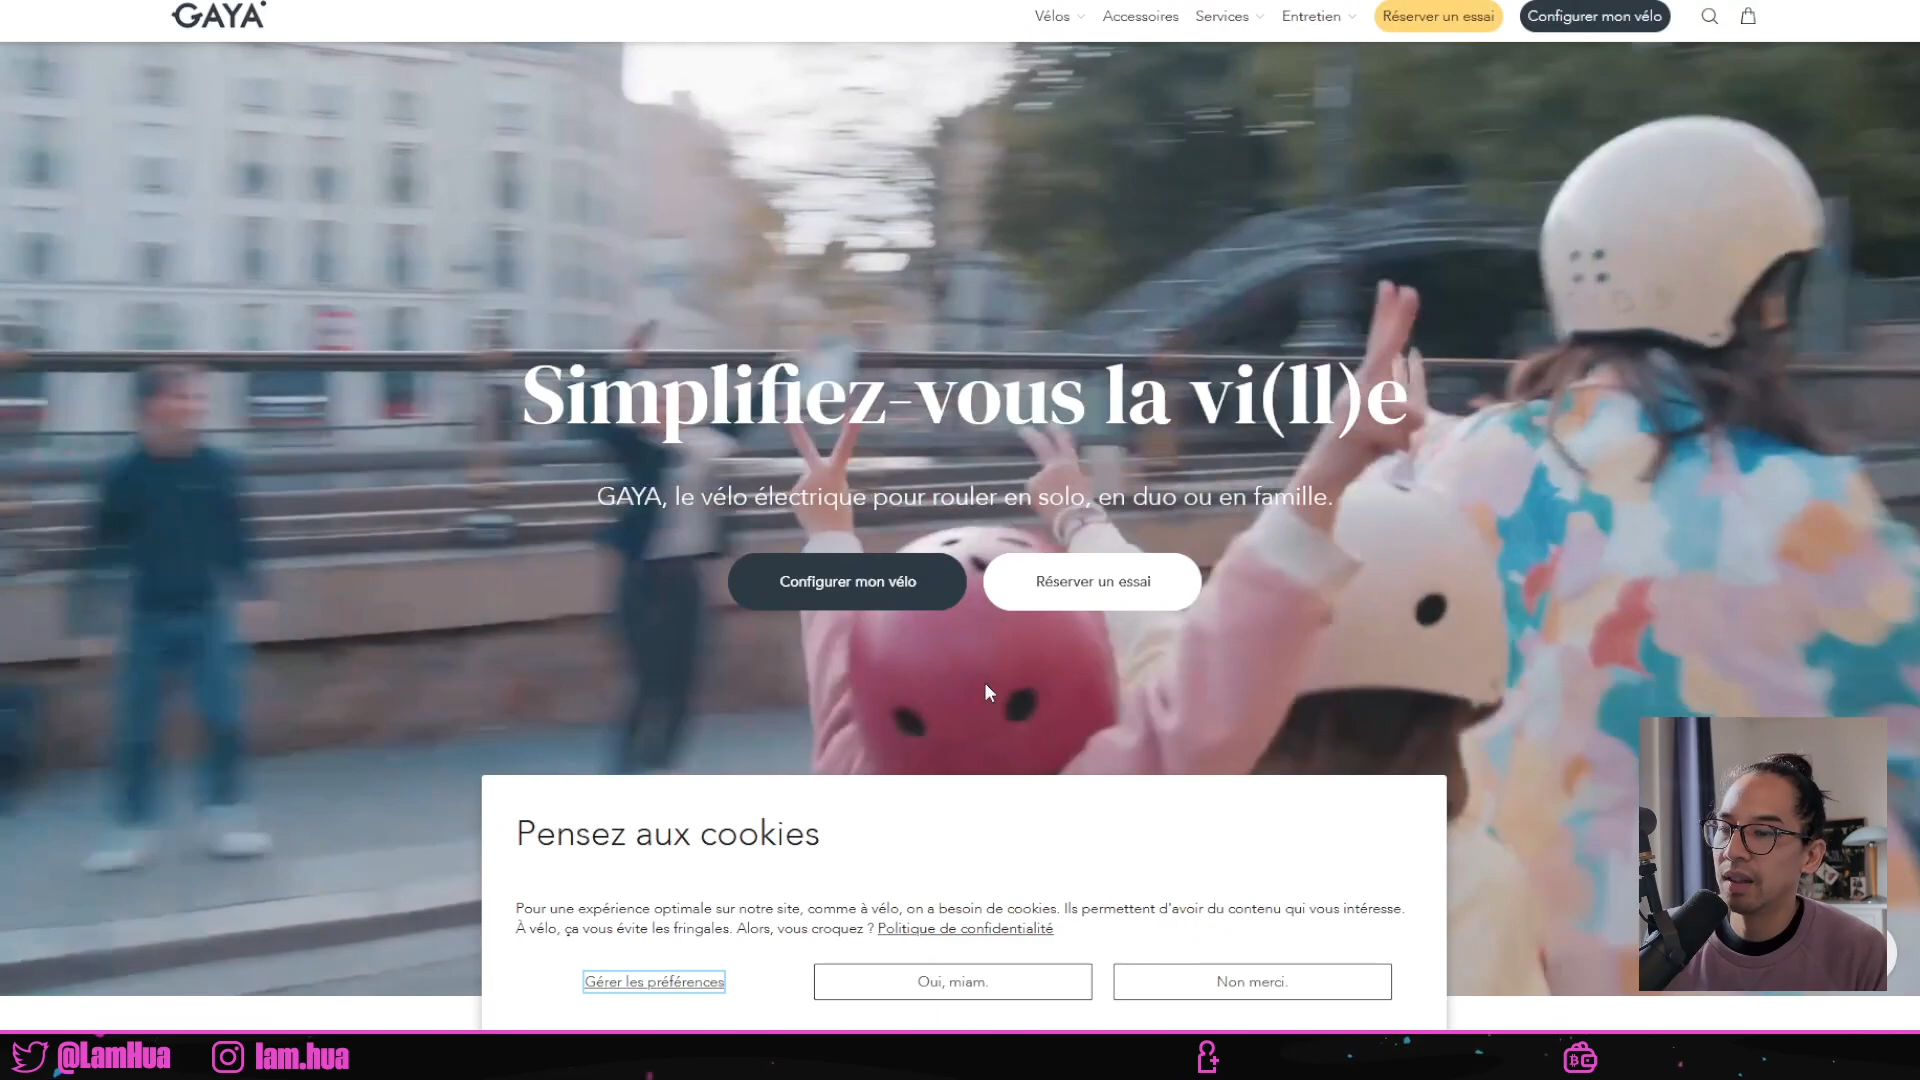 GAYA
Vélos
Accessoires
Services
Entretien
Réserver un essai
Configurer mon vélo
Simplifiez-vous la vi(ll)e
GAYA, le vélo électrique pour rouler en solo, en duo ou en famille.
Configurer mon vélo
Réserver un essai
Pensez aux cookies
Pour une expérience optimale sur notre site, comme à vélo, on a besoin de cookies. Ils permettent d'avoir du contenu qui vous intéresse.
À vélo, ça vous évite les fringales. Alors, vous croquez ? Politique de confidentialité
Gérer les préférences
Oui, miam.
Non merci.
@LamHua
lam.hua